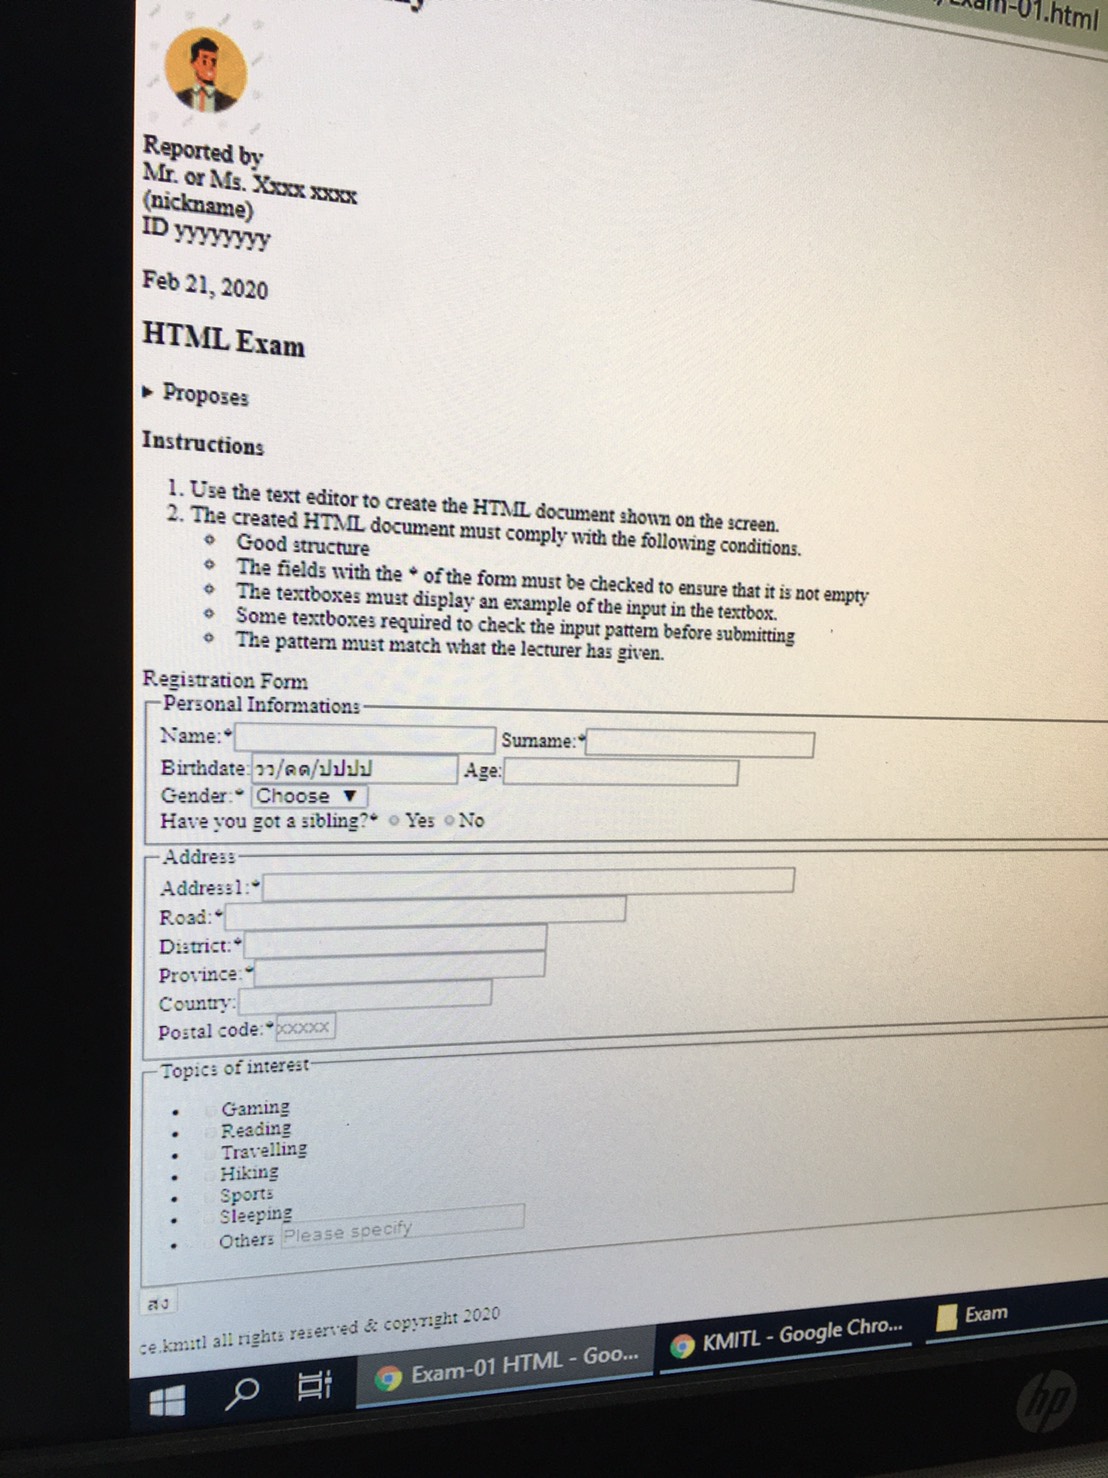 Exam-01.html
Reported by
Mr. or Ms. Xxxx xxxx
(nickname)
ID yyyyyyyy
Feb 21, 2020
HTML Exam
Proposes
Instructions
1. Use the text editor to create the HTML document shown on the screen.
2. The created HTML document must comply with the following conditions.
Good structure
The fields with the * of the form must be checked to ensure that it is not empty
The textboxes must display an example of the input in the textbox.
Some textboxes required to check the input pattern before submitting
The pattern must match what the lecturer has given.
Registration Form
Personal Informations
Name:* Surname:*
Birthdate: วว/ดด/ปปปป Age:
Gender:* Choose
Have you got a sibling?* Yes No
Address
Address1:*
Road:*
District:*
Province:*
Country:
Postal code:* xxxxx
Topics of interest
Gaming
Reading
Travelling
Hiking
Sports
Sleeping
Others Please specify
ส่ง
ce.kmitl all rights reserved & copyright 2020
Exam-01 HTML - Goo... KMITL - Google Chro... Exam
hp